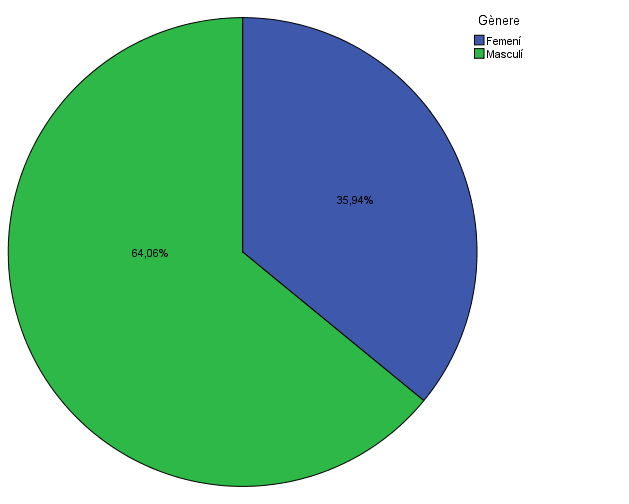 Gènere
Femení
Masculí
35,94%
64,06%